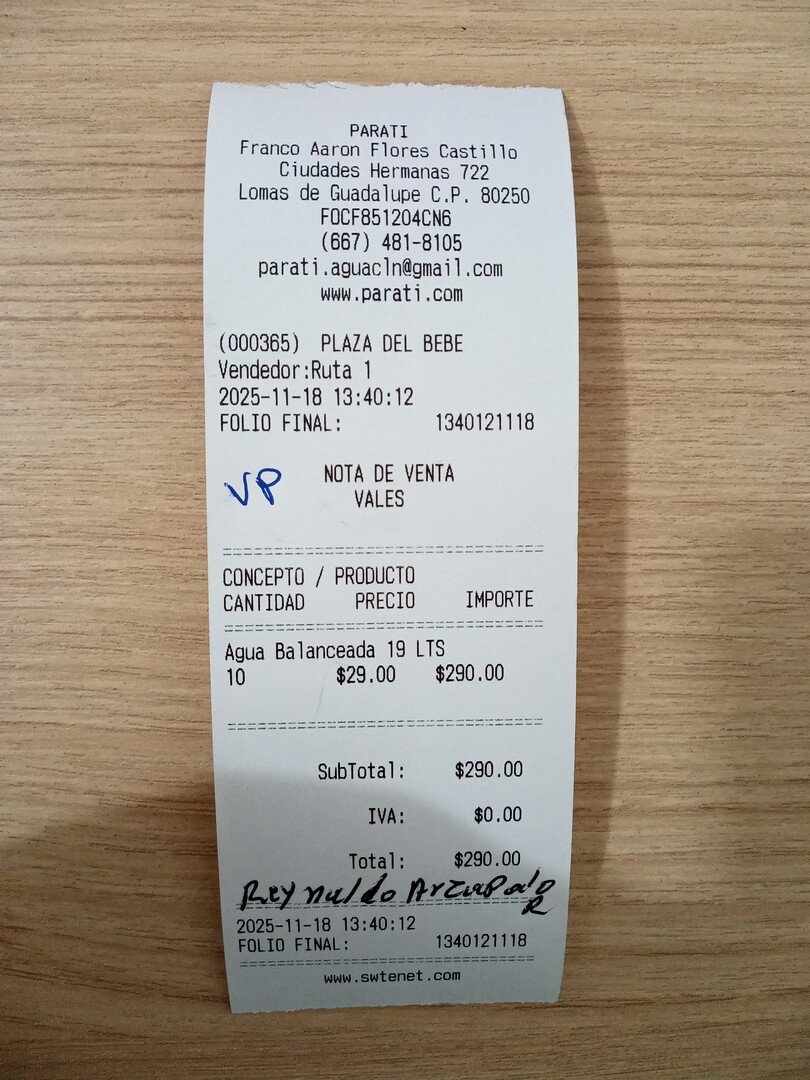 PARATI
Franco Aaron Flores Castillo
Ciudades Hermanas 722
Lomas de Guadalupe C.P. 80250
FOCF851204CN6
(667) 481-8105
parati.aguacln@gmail.com
www.parati.com
(000365) PLAZA DEL BEBE
Vendedor:Ruta 1
2025-11-18 13:40:12
FOLIO FINAL: 1340121118
VP
NOTA DE VENTA
VALES
CONCEPTO / PRODUCTO
CANTIDAD PRECIO IMPORTE
Agua Balanceada 19 LTS
10 $29.00 $290.00
SubTotal: $290.00
IVA: $0.00
Total: $290.00
Reynaldo
R
2025-11-18 13:40:12
FOLIO FINAL: 1340121118
www.swtenet.com